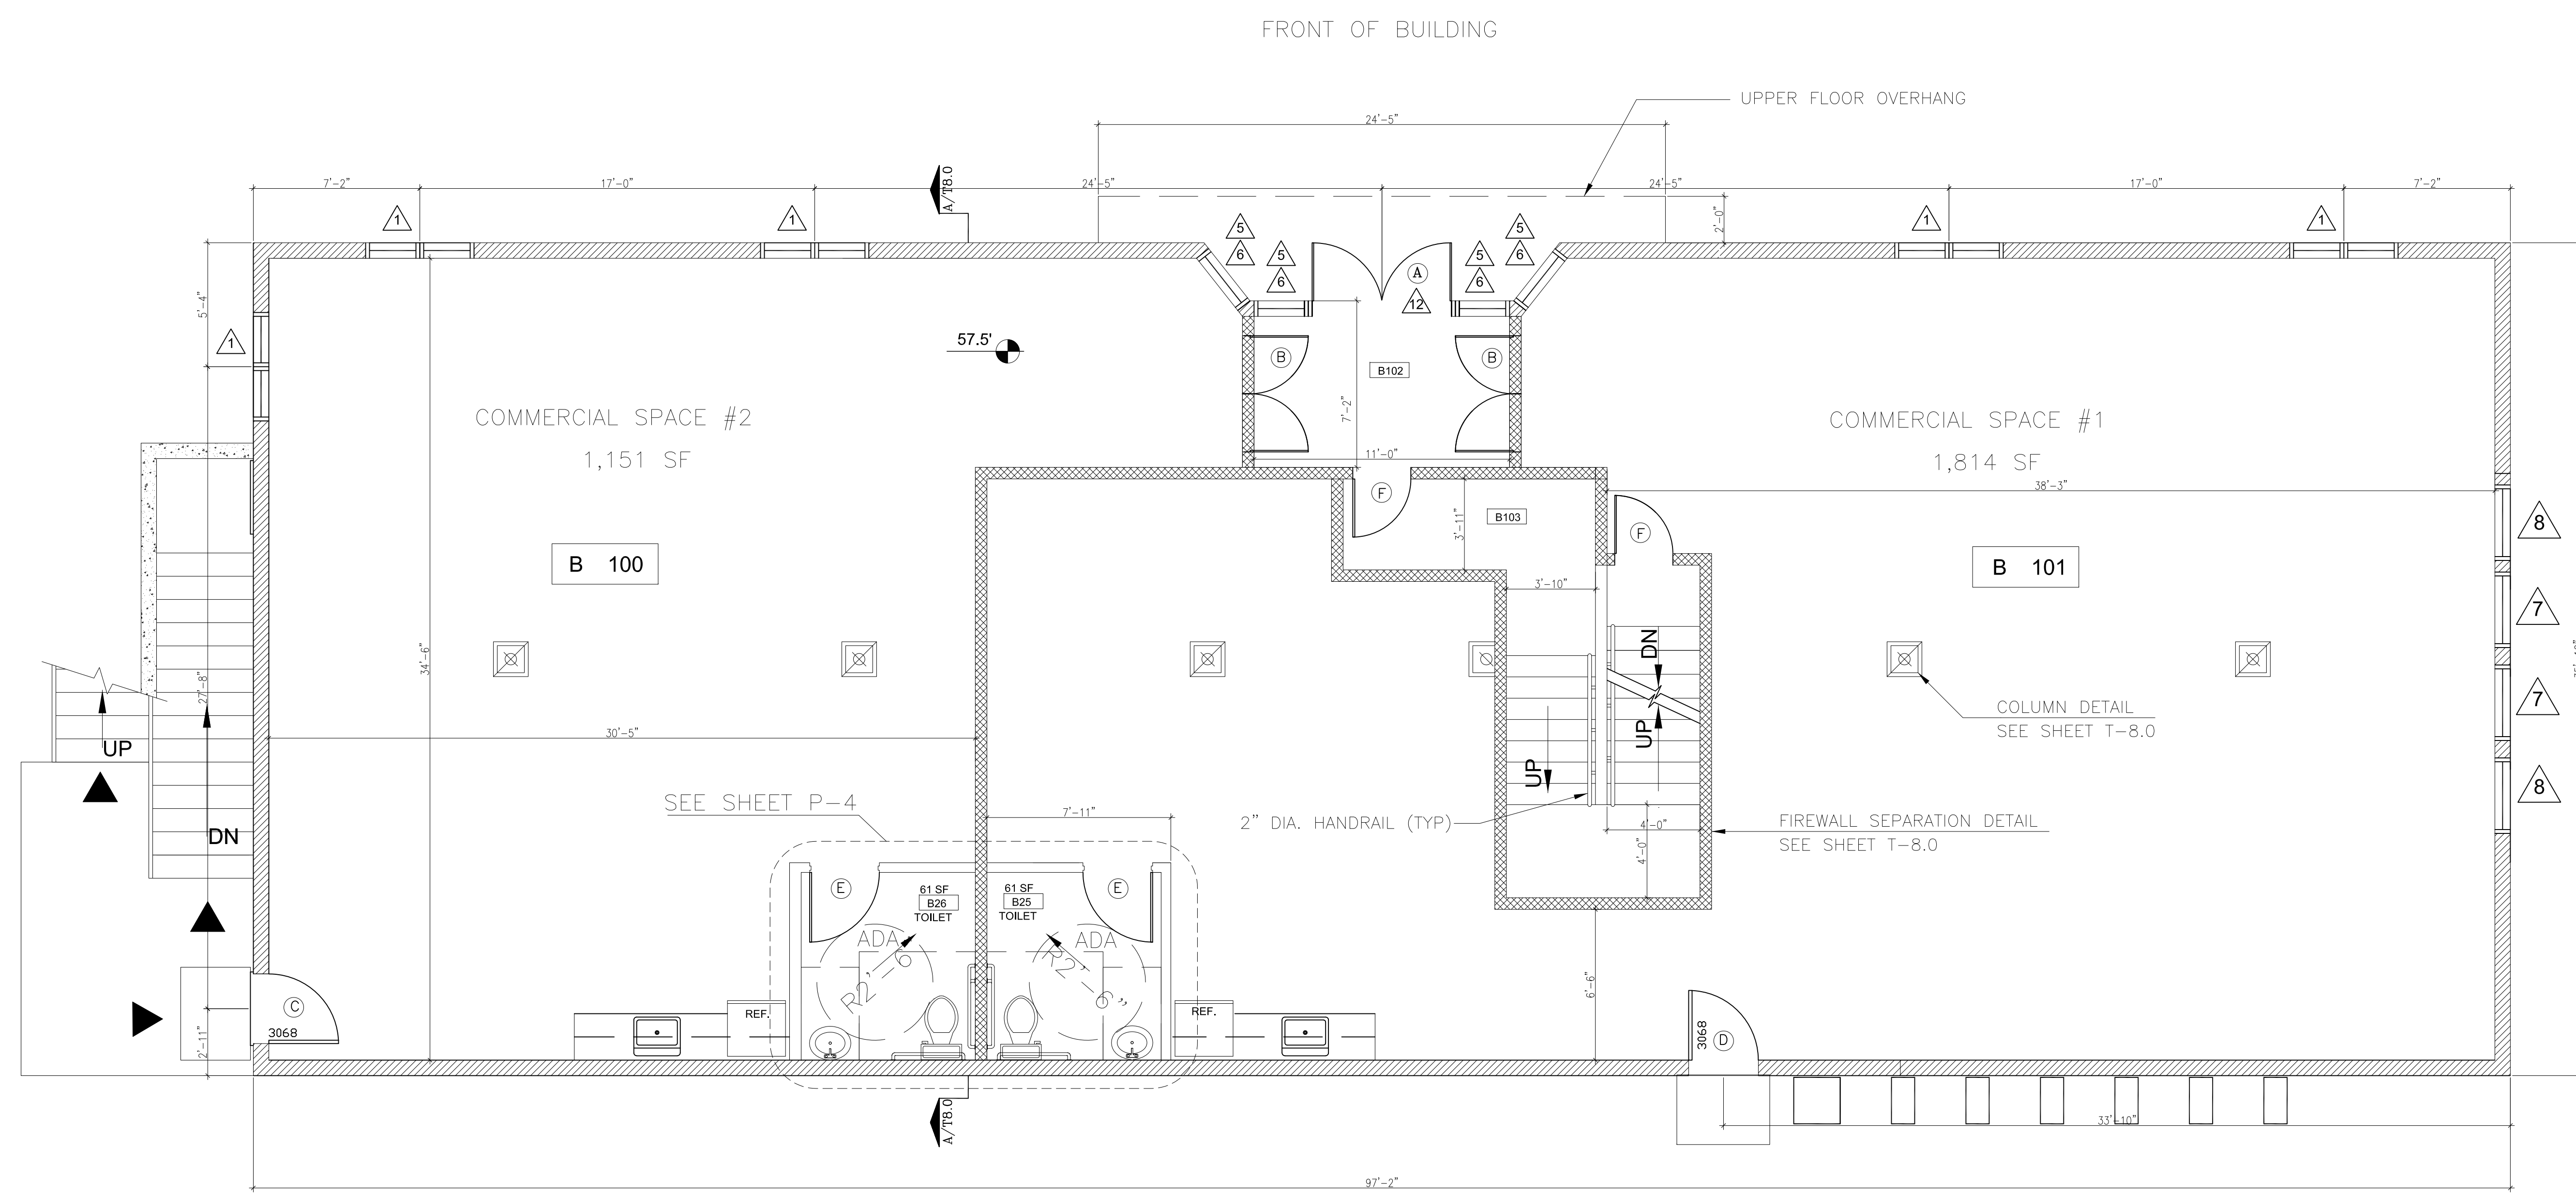 FRONT OF BUILDING
UPPER FLOOR OVERHANG
24'-5"
7'-2"
17'-0"
A/T8.0
24'-5"
24'-5"
17'-0"
7'-2"
2'-0"
1
1
5
6
5
6
A
12
5
6
5
6
1
1
5'-4"
1
57.5'
B
B
B102
7'-2"
11'-0"
COMMERCIAL SPACE #2
1,151 SF
COMMERCIAL SPACE #1
1,814 SF
38'-3"
F
B103
3'-11"
F
8
B 100
B 101
3'-10"
7
34'-6"
27'-8"
DN
UP
UP
7
COLUMN DETAIL
SEE SHEET T-8.0
UP
30'-5"
8
SEE SHEET P-4
7'-11"
2" DIA. HANDRAIL (TYP)
4'-0"
4'-0"
FIREWALL SEPARATION DETAIL
SEE SHEET T-8.0
DN
E
61 SF
B26
TOILET
61 SF
B25
TOILET
E
ADA
R2'-6"
ADA
R2'-6"
6'-6"
C
3068
2'-11"
REF.
REF.
3068
D
A/T8.0
33'-10"
97'-2"